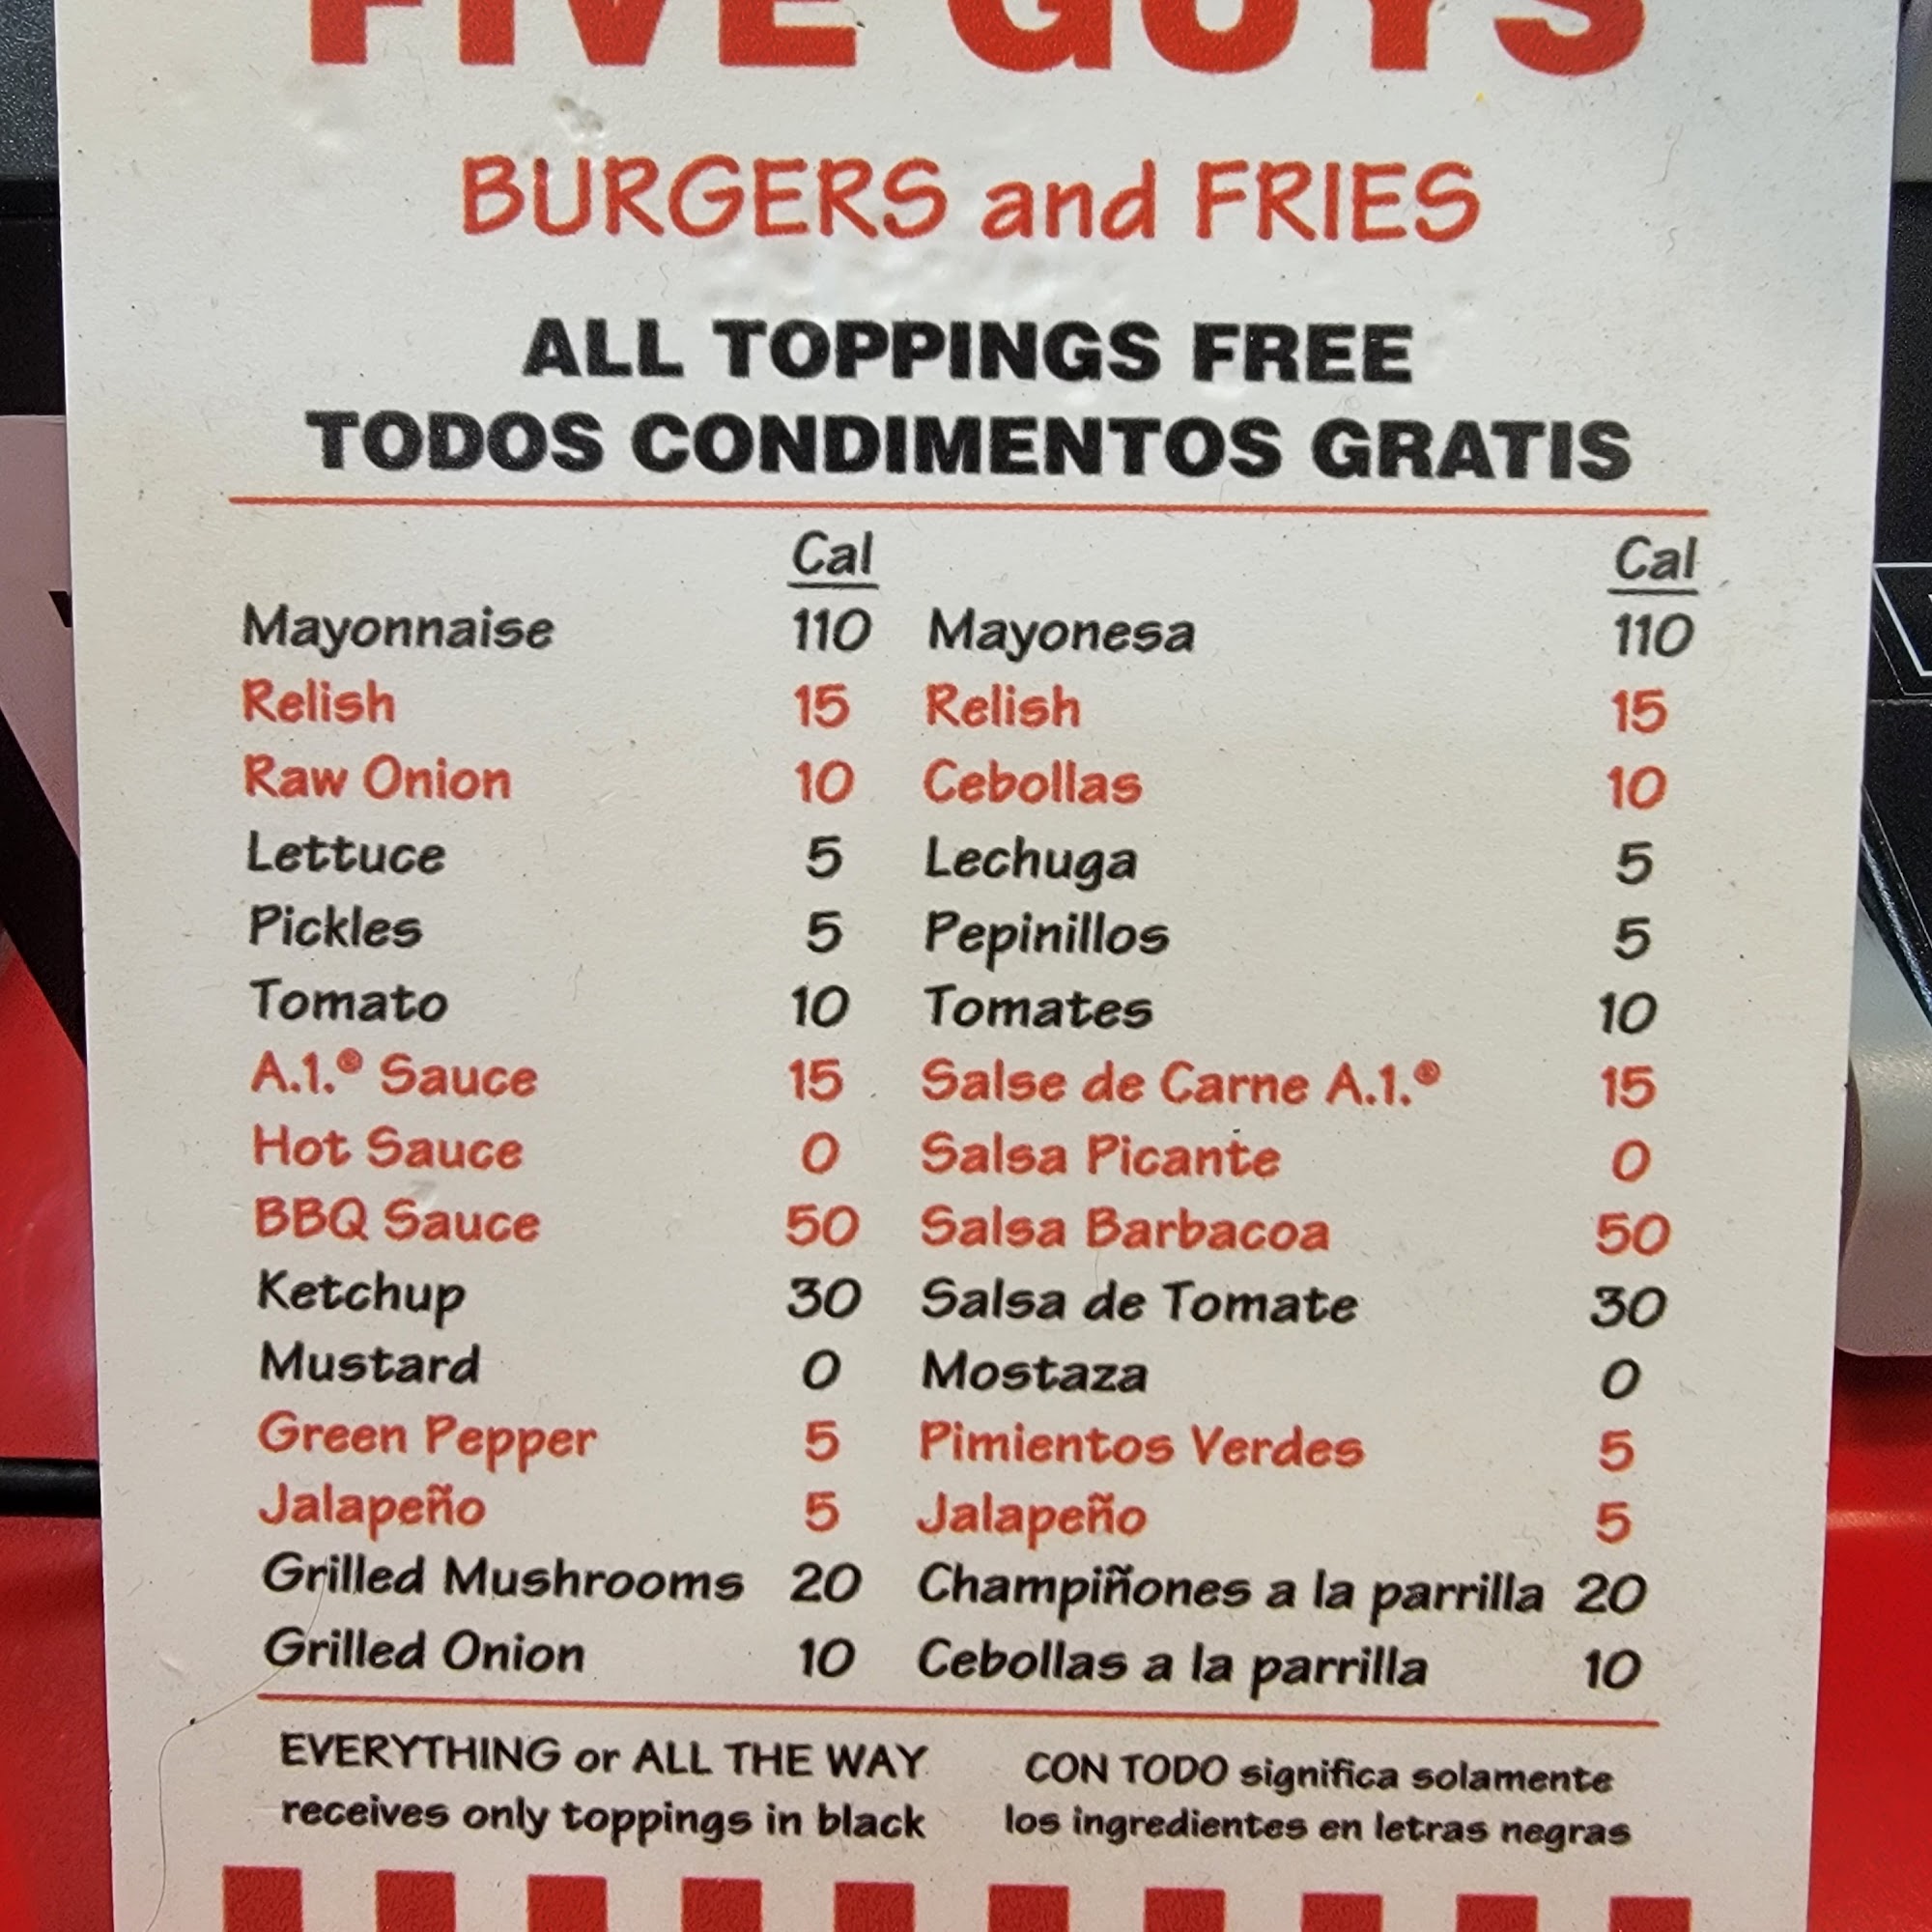 FIVE GUYS
BURGERS and FRIES
ALL TOPPINGS FREE
TODOS CONDIMENTOS GRATIS
Cal Cal
Mayonnaise 110 Mayonesa 110
Relish 15 Relish 15
Raw Onion 10 Cebollas 10
Lettuce 5 Lechuga 5
Pickles 5 Pepinillos 5
Tomato 10 Tomates 10
A.1.® Sauce 15 Salse de Carne A.1.® 15
Hot Sauce 0 Salsa Picante 0
BBQ Sauce 50 Salsa Barbacoa 50
Ketchup 30 Salsa de Tomate 30
Mustard 0 Mostaza 0
Green Pepper 5 Pimientos Verdes 5
Jalapeño 5 Jalapeño 5
Grilled Mushrooms 20 Champiñones a la parrilla 20
Grilled Onion 10 Cebollas a la parrilla 10
EVERYTHING or ALL THE WAY
receives only toppings in black
CON TODO significa solamente
los ingredientes en letras negras